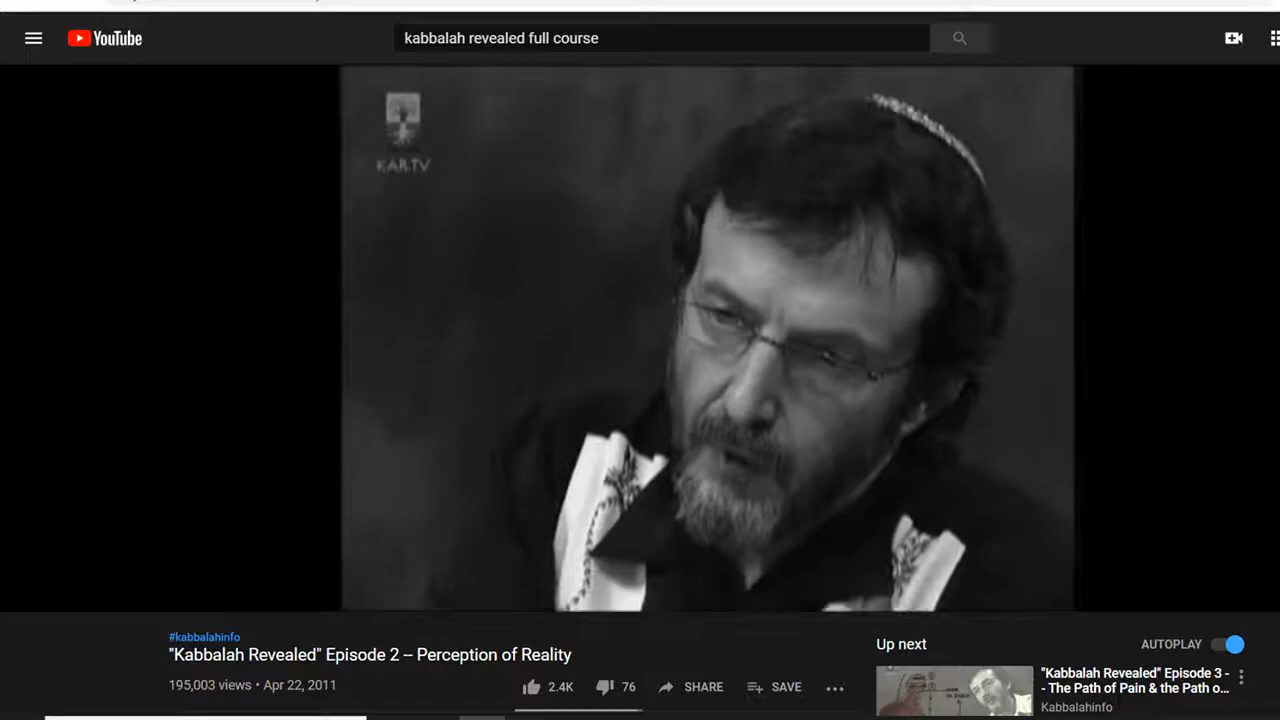 YouTube
kabbalah revealed full course
KAB.TV
#kabbalahinfo
"Kabbalah Revealed" Episode 2 -- Perception of Reality
195,003 views • Apr 22, 2011
2.4K
76
SHARE
SAVE
Up next
AUTOPLAY
"Kabbalah Revealed" Episode 3 -
- The Path of Pain & the Path o...
Kabbalahinfo